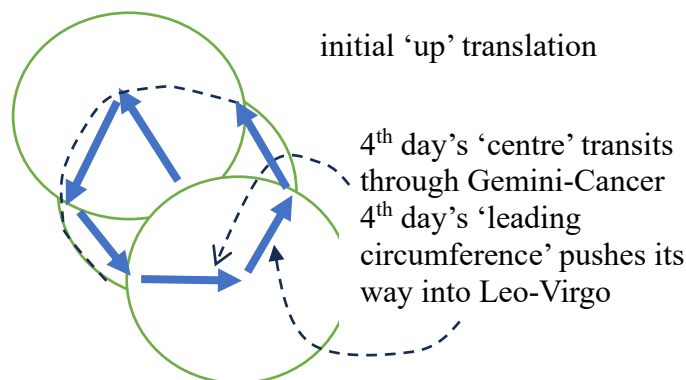 initial ‘up’ translation
4th day’s ‘centre’ transits
through Gemini-Cancer
4th day’s ‘leading
circumference’ pushes its
way into Leo-Virgo